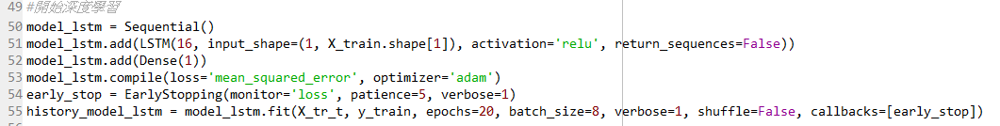 49 #開始深度學習
50 model_lstm = Sequential()
51 model_lstm.add(LSTM(16, input_shape=(1, X_train.shape[1]), activation='relu', return_sequences=False))
52 model_lstm.add(Dense(1))
53 model_lstm.compile(loss='mean_squared_error', optimizer='adam')
54 early_stop = EarlyStopping(monitor='loss', patience=5, verbose=1)
55 history_model_lstm = model_lstm.fit(X_tr_t, y_train, epochs=20, batch_size=8, verbose=1, shuffle=False, callbacks=[early_stop])